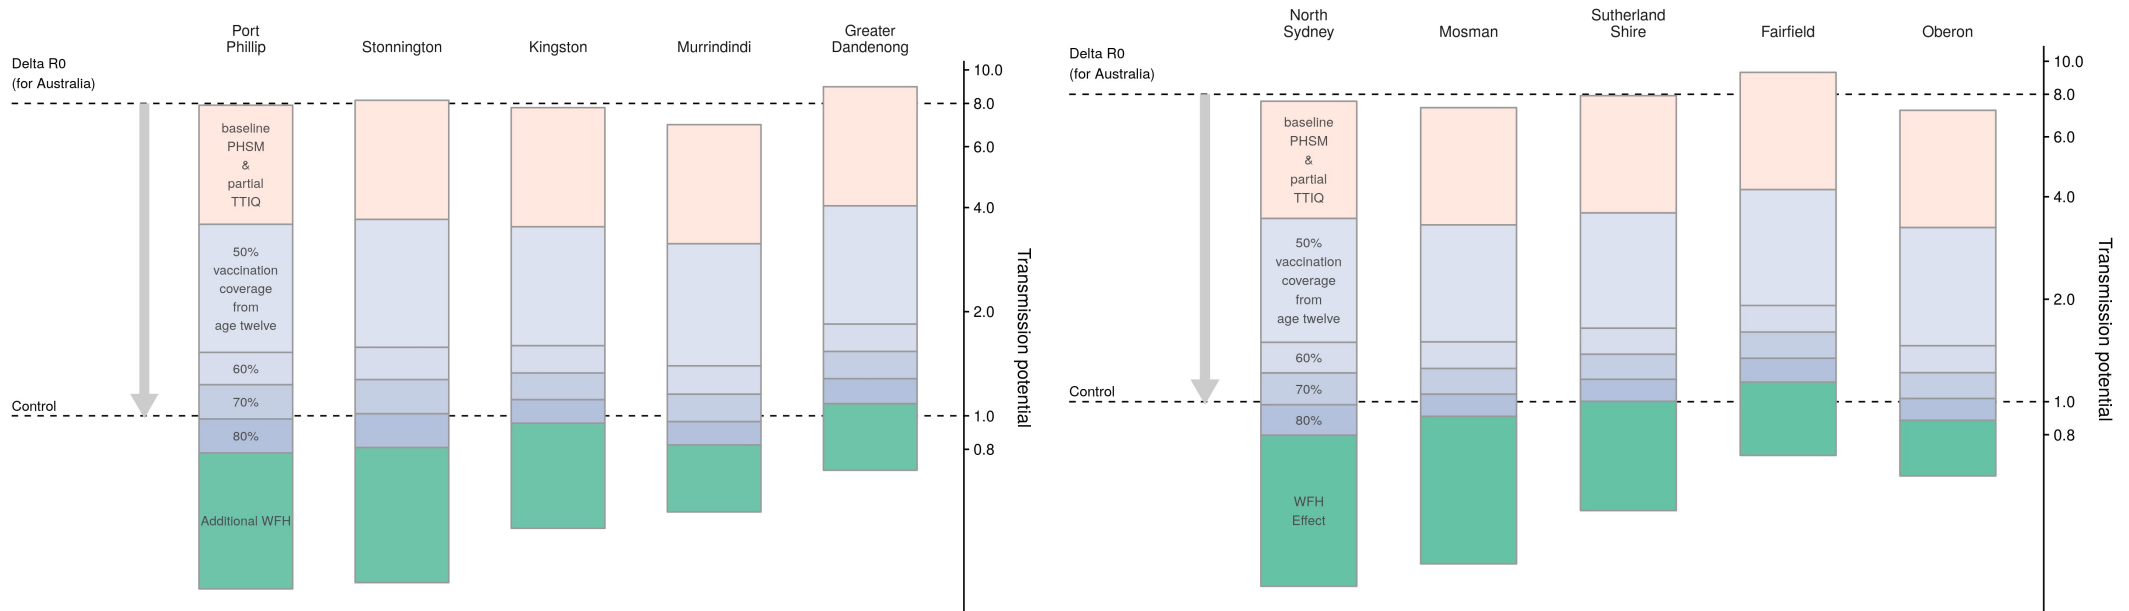 Port
Phillip
Stonnington
Kingston
Murrindindi
Greater
Dandenong
Delta R0
(for Australia)
Control
baseline
PHSM
&
partial
TTIQ
50%
vaccination
coverage
from
age twelve
60%
70%
80%
Additional WFH
10.0
8.0
6.0
4.0
2.0
1.0
0.8
Transmission potential
North
Sydney
Mosman
Sutherland
Shire
Fairfield
Oberon
Delta R0
(for Australia)
Control
baseline
PHSM
&
partial
TTIQ
50%
vaccination
coverage
from
age twelve
60%
70%
80%
WFH
Effect
10.0
8.0
6.0
4.0
2.0
1.0
0.8
Transmission potential